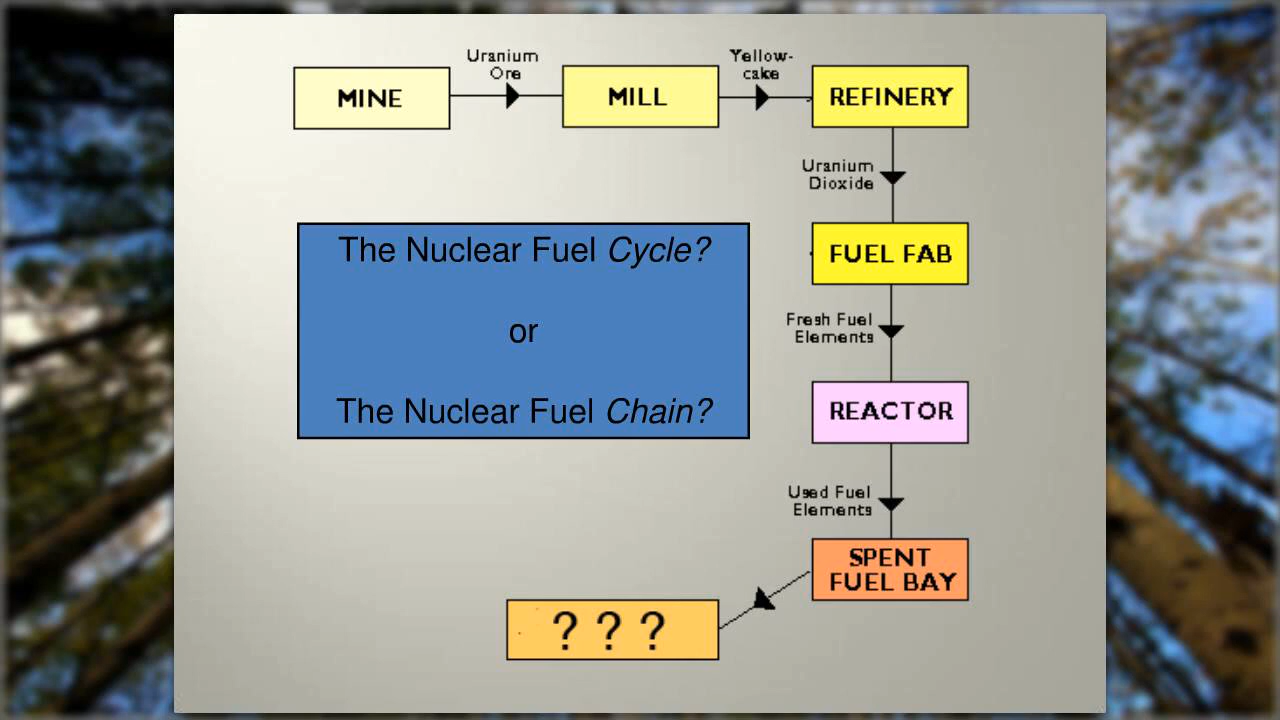 Uranium
Ore
Yellow-
cake
MINE
MILL
REFINERY
Uranium
Dioxide
The Nuclear Fuel Cycle?
or
The Nuclear Fuel Chain?
FUEL FAB
Fresh Fuel
Elements
REACTOR
Used Fuel
Elements
SPENT
FUEL BAY
? ? ?